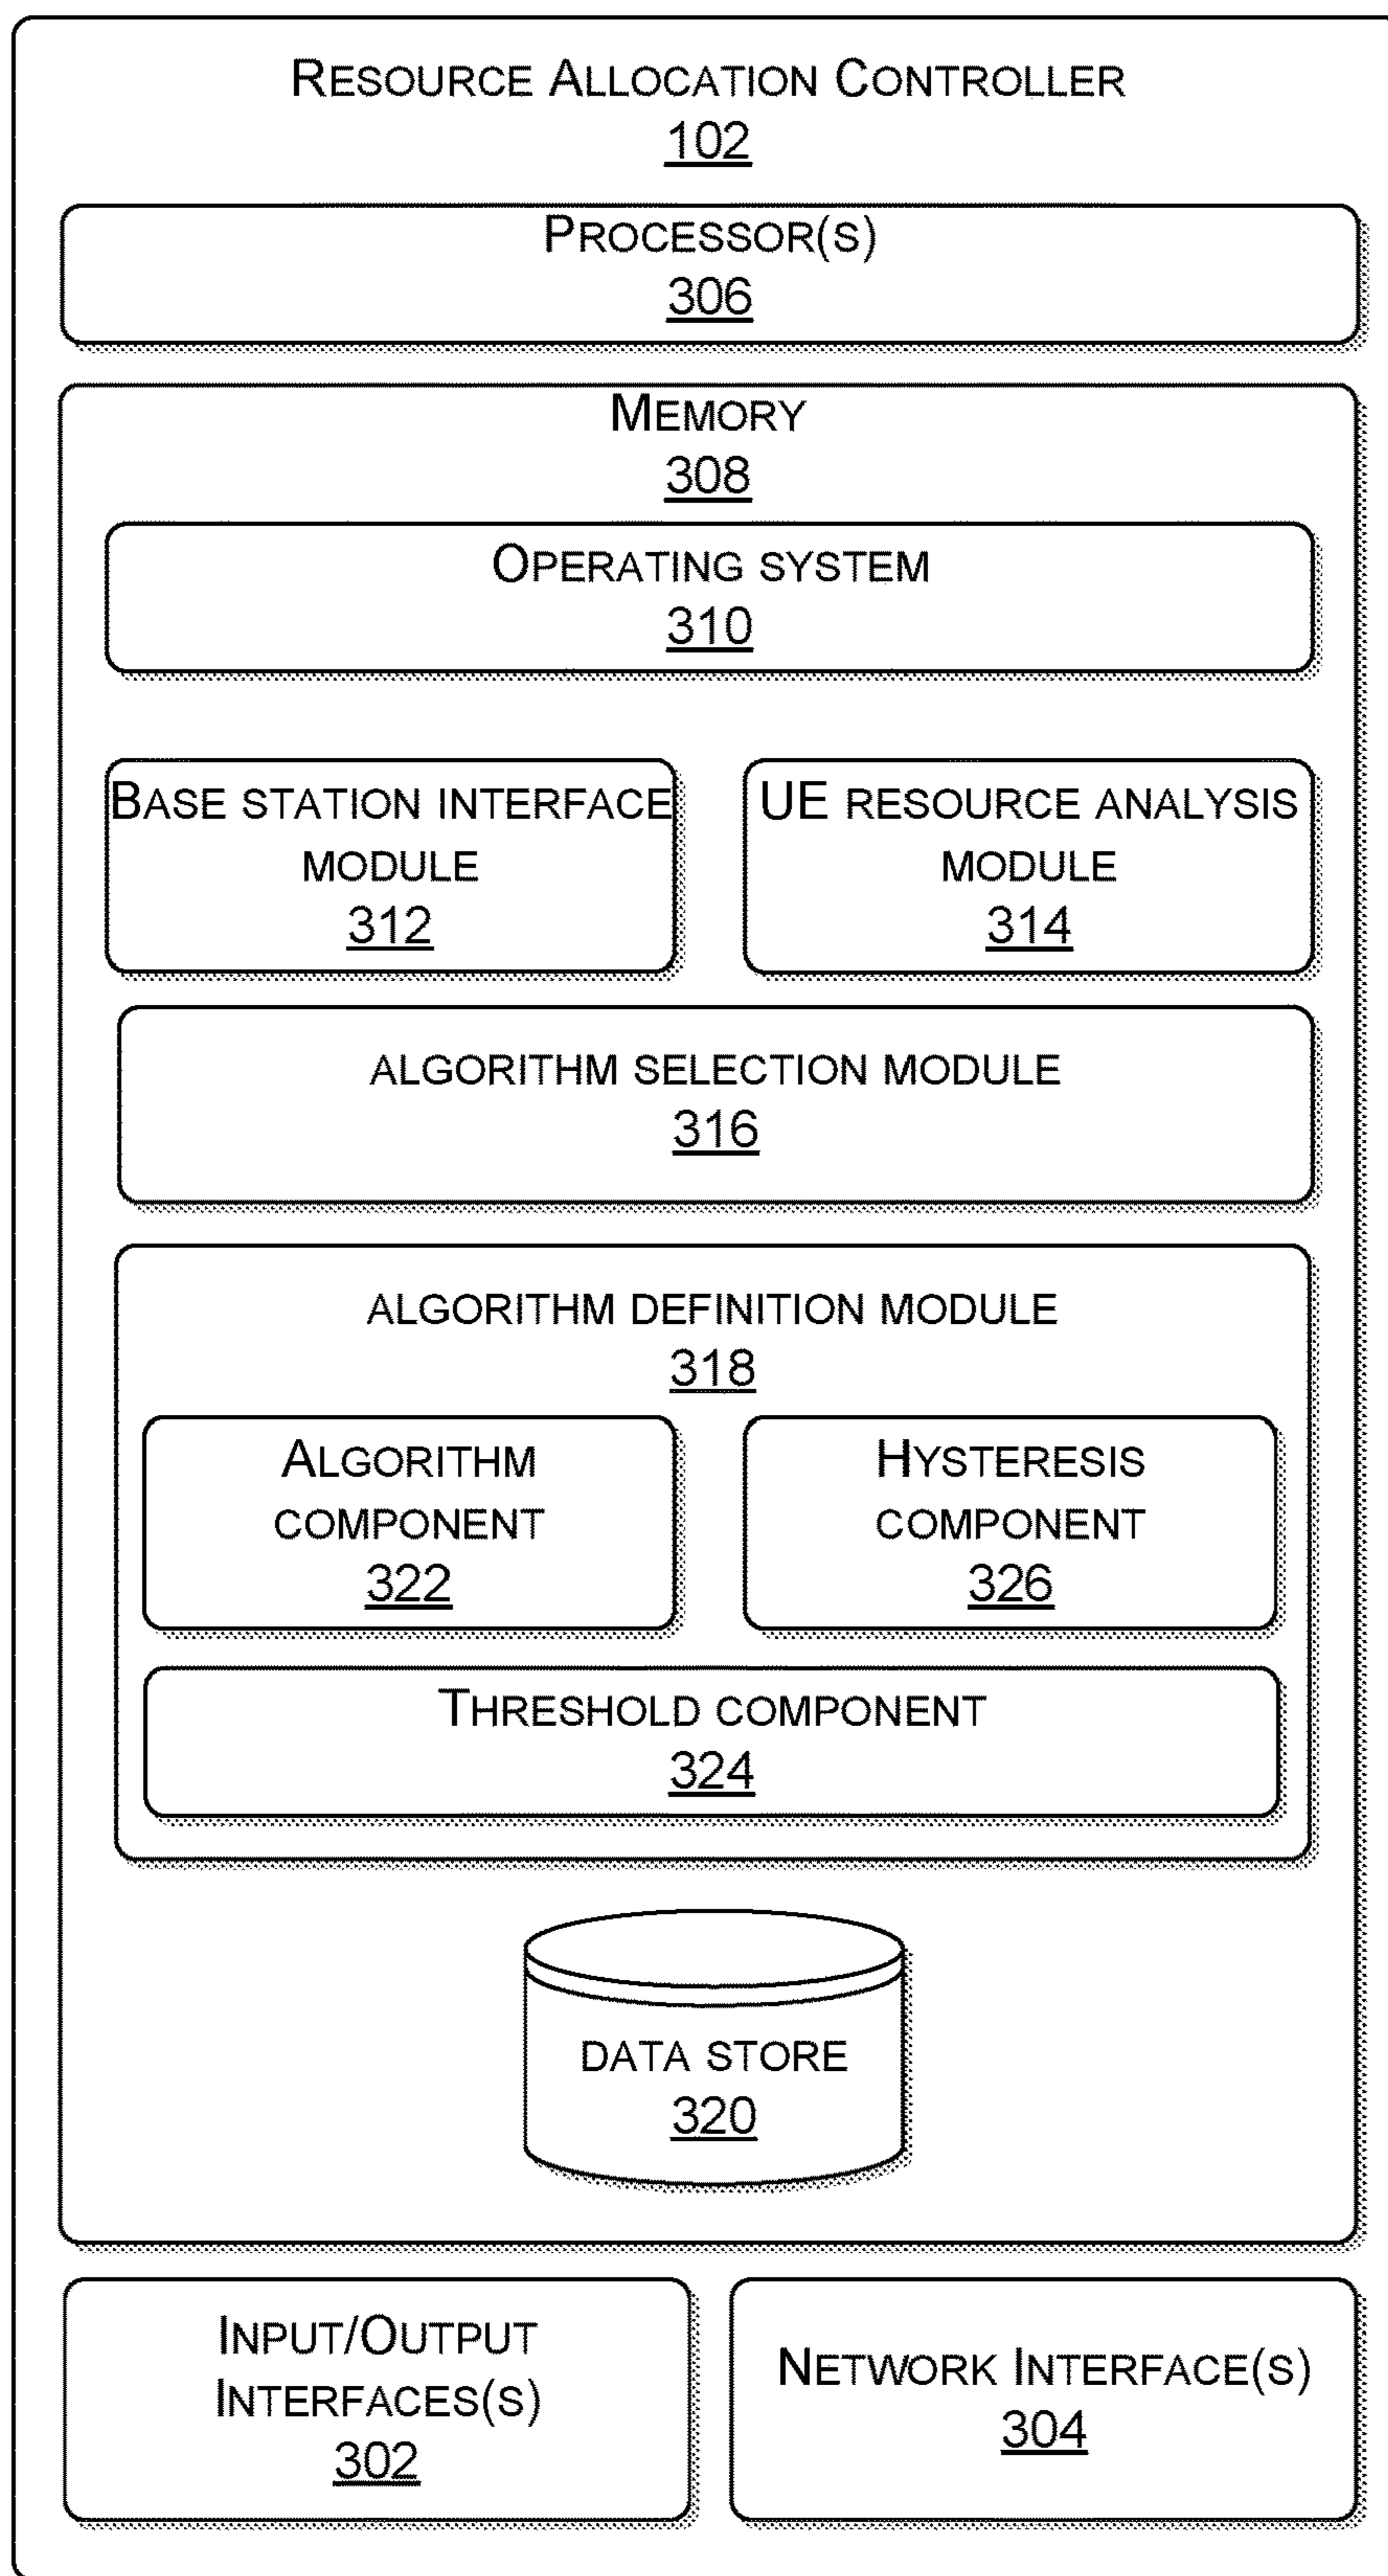 RESOURCE ALLOCATION CONTROLLER
102
PROCESSOR(S)
306
MEMORY
308
OPERATING SYSTEM
310
BASE STATION INTERFACE
MODULE
312
UE RESOURCE ANALYSIS
MODULE
314
ALGORITHM SELECTION MODULE
316
ALGORITHM DEFINITION MODULE
318
ALGORITHM
COMPONENT
322
HYSTERESIS
COMPONENT
326
THRESHOLD COMPONENT
324
DATA STORE
320
INPUT/OUTPUT
INTERFACES(S)
302
NETWORK INTERFACE(S)
304